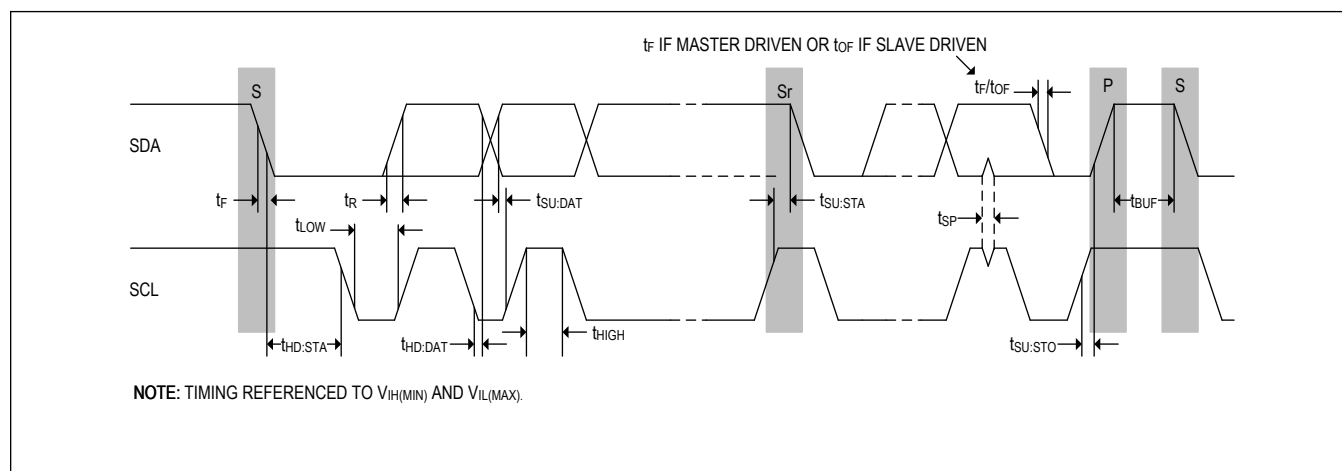 tF IF MASTER DRIVEN OR tOF IF SLAVE DRIVEN
S
Sr
tF/tOF
P
S
SDA
tF
tR
tSU:DAT
tSU:STA
tSP
tBUF
tLOW
SCL
tHD:STA
tHD:DAT
tHIGH
tSU:STO
NOTE: TIMING REFERENCED TO VIH(MIN) AND VIL(MAX).